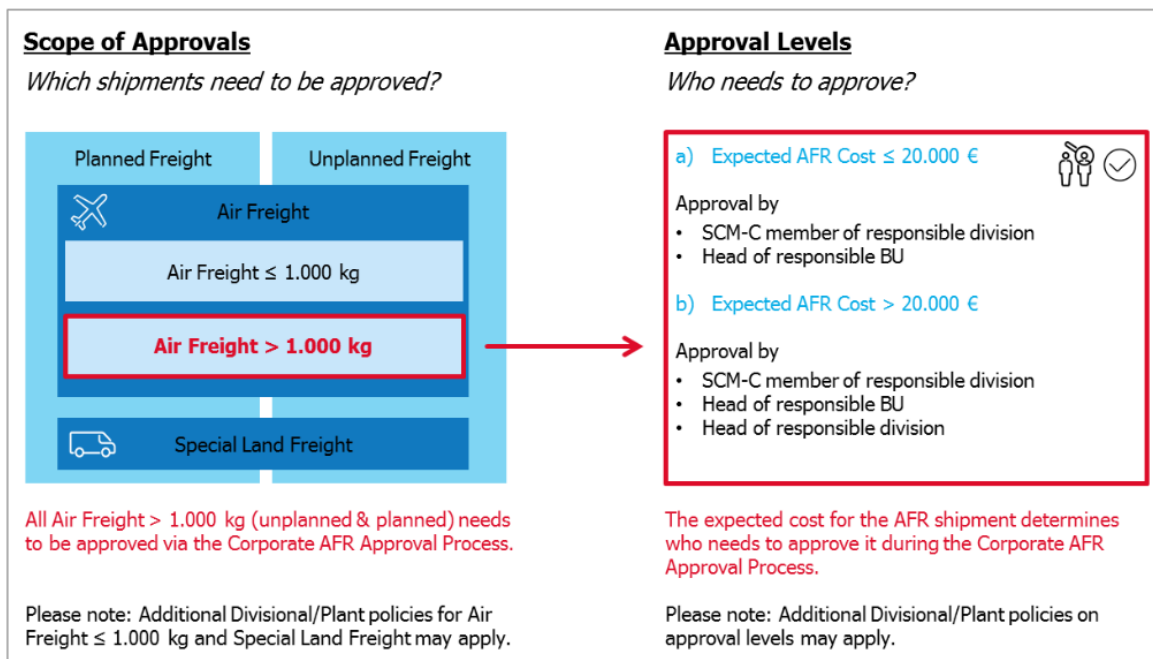 Scope of Approvals
Which shipments need to be approved?
Planned Freight
Unplanned Freight
Air Freight
Air Freight ≤ 1.000 kg
Air Freight > 1.000 kg
Special Land Freight
All Air Freight > 1.000 kg (unplanned & planned) needs
to be approved via the Corporate AFR Approval Process.
Please note: Additional Divisional/Plant policies for Air
Freight ≤ 1.000 kg and Special Land Freight may apply.
Approval Levels
Who needs to approve?
a) Expected AFR Cost ≤ 20.000 €
Approval by
• SCM-C member of responsible division
• Head of responsible BU
b) Expected AFR Cost > 20.000 €
Approval by
• SCM-C member of responsible division
• Head of responsible BU
• Head of responsible division
The expected cost for the AFR shipment determines
who needs to approve it during the Corporate AFR
Approval Process.
Please note: Additional Divisional/Plant policies on
approval levels may apply.